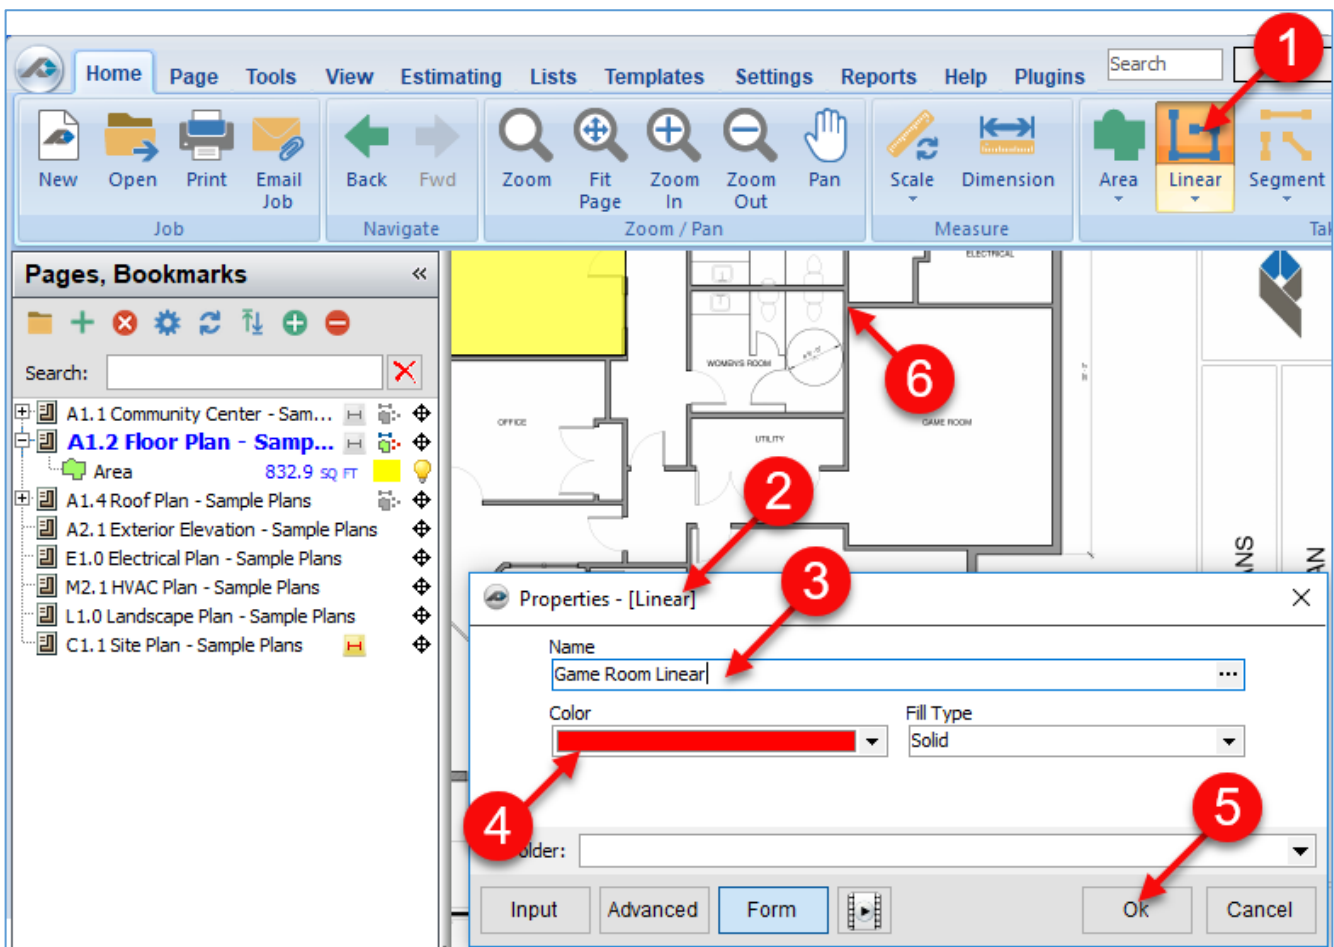 1
Search
Home Page Tools View Estimating Lists Templates Settings Reports Help Plugins
New Open Print Email Job
Back Fwd
Zoom Fit Page Zoom In Zoom Out Pan
Scale Dimension
Area Linear Segment
Job Navigate Zoom / Pan Measure Tak
Pages, Bookmarks «
Search:
A1.1 Community Center - Sam...
A1.2 Floor Plan - Samp...
Area 832.9 SQ FT
A1.4 Roof Plan - Sample Plans
A2.1 Exterior Elevation - Sample Plans
E1.0 Electrical Plan - Sample Plans
M2.1 HVAC Plan - Sample Plans
L1.0 Landscape Plan - Sample Plans
C1.1 Site Plan - Sample Plans
ELECTRICAL
WOMEN'S ROOM
6
OFFICE
GAME ROOM
UTILITY
2
ANS
AN
3
Properties - [Linear]
Name
Game Room Linear
...
Color Fill Type
Solid
4
5
older:
Input Advanced Form Ok Cancel